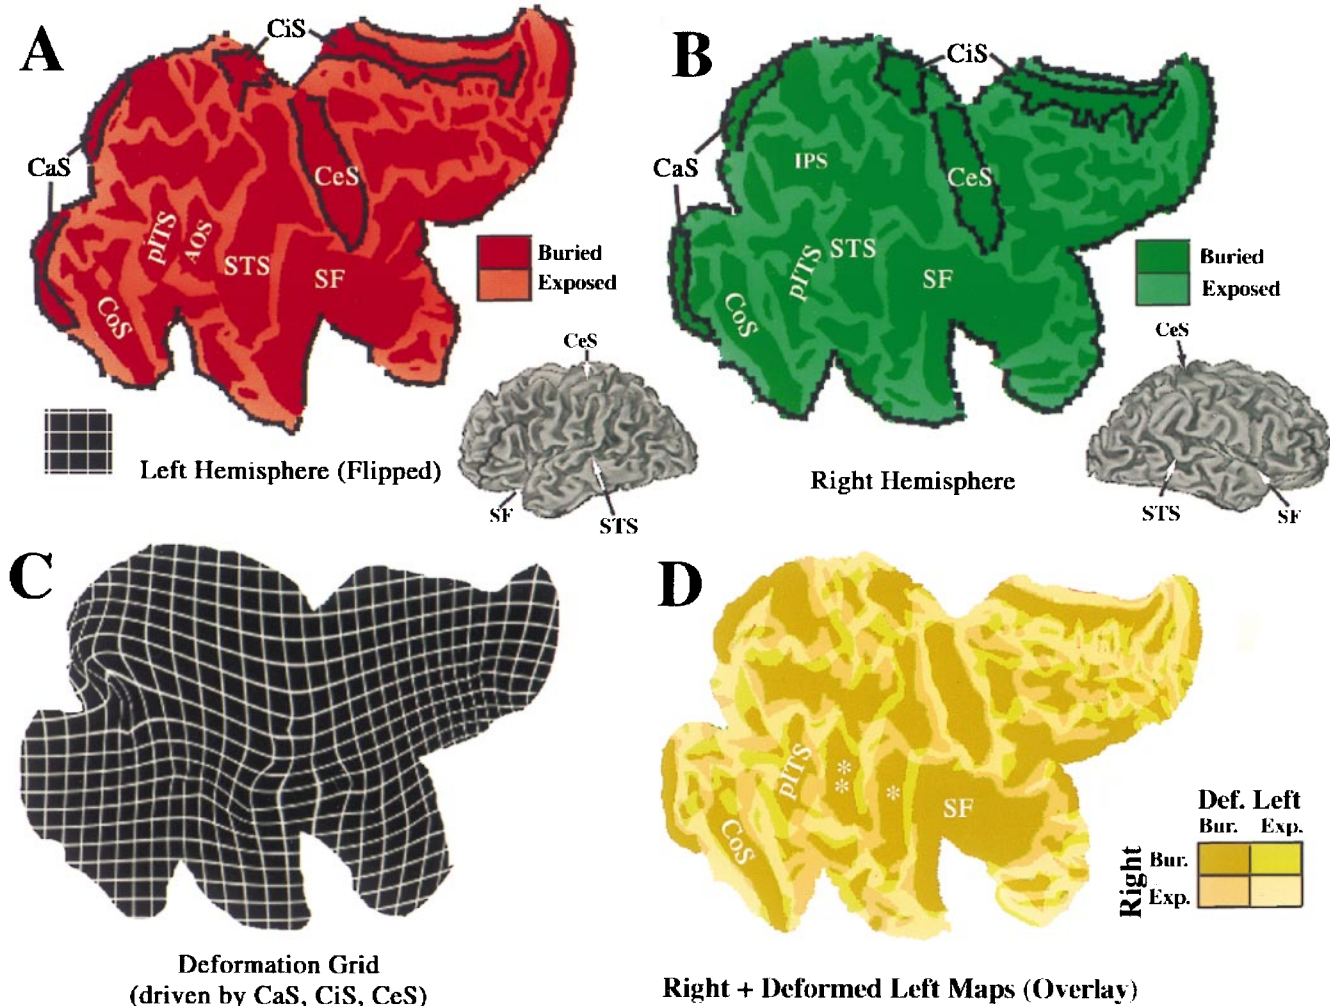 A
CiS
CaS
CeS
pITS
AOS
STS
SF
CoS
Buried
Exposed
CeS
SF
STS
Left Hemisphere (Flipped)
B
CiS
CaS
IPS
CeS
pITS
STS
SF
CoS
Buried
Exposed
CeS
STS
SF
Right Hemisphere
C
Deformation Grid
(driven by CaS, CiS, CeS)
D
pITS
*
**
CoS
SF
Def. Left
Bur. Exp.
Right
Bur.
Exp.
Right + Deformed Left Maps (Overlay)